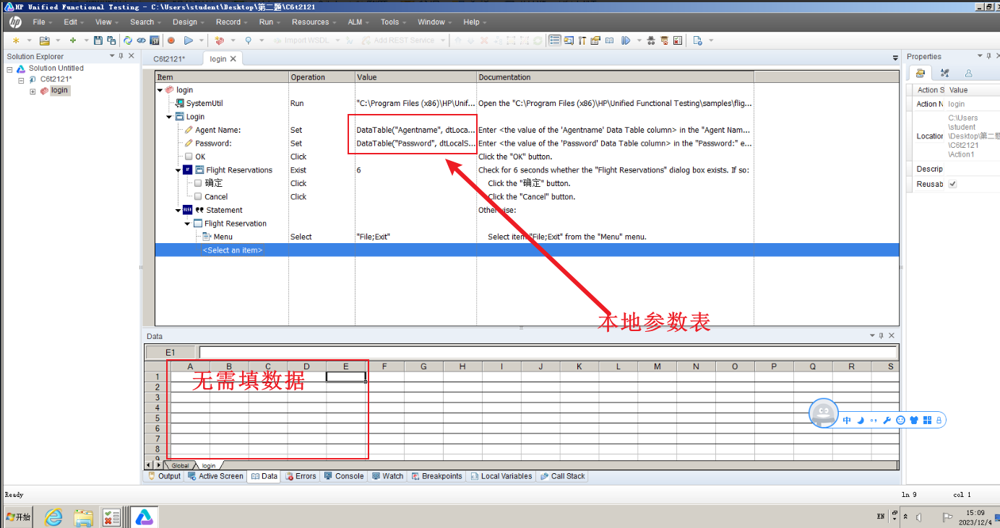 HP Unified Functional Testing - C:\Users\student\Desktop\第二题\C6t2121
File Edit View Search Design Record Run Resources ALM Tools Window Help
Import WSDL Add REST Service
Solution Explorer
Solution Untitled
C6t2121*
login
C6t2121* login
Item Operation Value Documentation
login
SystemUtil Run "C:\Program Files (x86)\HP\Unif... Open the "C:\Program Files (x86)\HP\Unified Functional Testing\samples\flig...
Login
Agent Name: Set DataTable("Agentname", dtLoca... Enter <the value of the 'Agentname' Data Table column> in the "Agent Nam...
Password: Set DataTable("Password", dtLocalS... Enter <the value of the 'Password' Data Table column> in the "Password:" e...
OK Click Click the "OK" button.
IF Flight Reservations Exist 6 Check for 6 seconds whether the "Flight Reservations" dialog box exists. If so:
确定 Click Click the "确定" button.
Cancel Click Click the "Cancel" button.
ELSE Statement Otherwise:
Flight Reservation
Menu Select "File;Exit" Select item "File;Exit" from the "Menu" menu.
<Select an item>
本地参数表
Properties
Action S Value
Action N login
Location C:\Users
\student
\Desktop\第二题
\C6t2121
\Action1
Descrip
Reusab
Data
E1
A B C D E F G H I J K L M N O P Q R S
1
2
3
4
5
6
7
8
9
无需填数据
中
Global login
Output Active Screen Data Errors Console Watch Breakpoints Local Variables Call Stack
Ready ln 9 col 1
开始 EN 15:09
2023/12/4